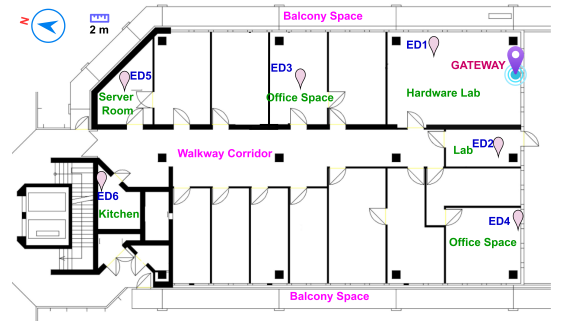 Balcony Space
N
2 m
ED1
GATEWAY
ED5
ED3
Server
Room
Office Space
Hardware Lab
ED2
Lab
Walkway Corridor
ED6
Kitchen
ED4
Office Space
Balcony Space